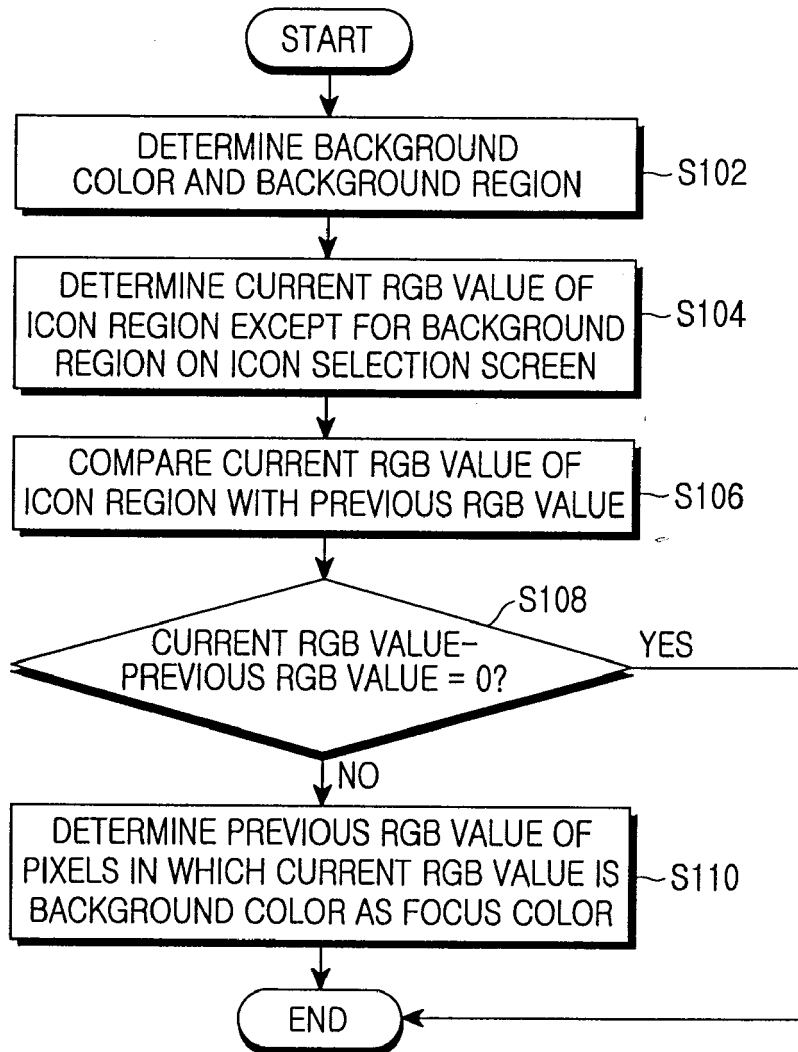 START
DETERMINE BACKGROUND
COLOR AND BACKGROUND REGION
S102
DETERMINE CURRENT RGB VALUE OF
ICON REGION EXCEPT FOR BACKGROUND
REGION ON ICON SELECTION SCREEN
S104
COMPARE CURRENT RGB VALUE OF
ICON REGION WITH PREVIOUS RGB VALUE
S106
S108
CURRENT RGB VALUE-
PREVIOUS RGB VALUE = 0?
YES
NO
DETERMINE PREVIOUS RGB VALUE OF
PIXELS IN WHICH CURRENT RGB VALUE IS
BACKGROUND COLOR AS FOCUS COLOR
S110
END